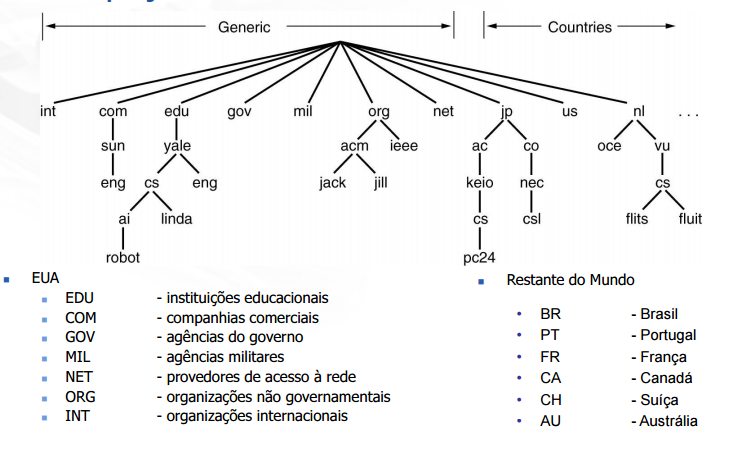 Generic Countries
int com edu gov mil org net jp us nl . . .
sun yale acm ieee ac co oce vu
eng cs eng jack jill keio nec cs
ai linda cs csl flits fluit
robot pc24
EUA
EDU - instituições educacionais
COM - companhias comerciais
GOV - agências do governo
MIL - agências militares
NET - provedores de acesso à rede
ORG - organizações não governamentais
INT - organizações internacionais
Restante do Mundo
BR - Brasil
PT - Portugal
FR - França
CA - Canadá
CH - Suíça
AU - Austrália